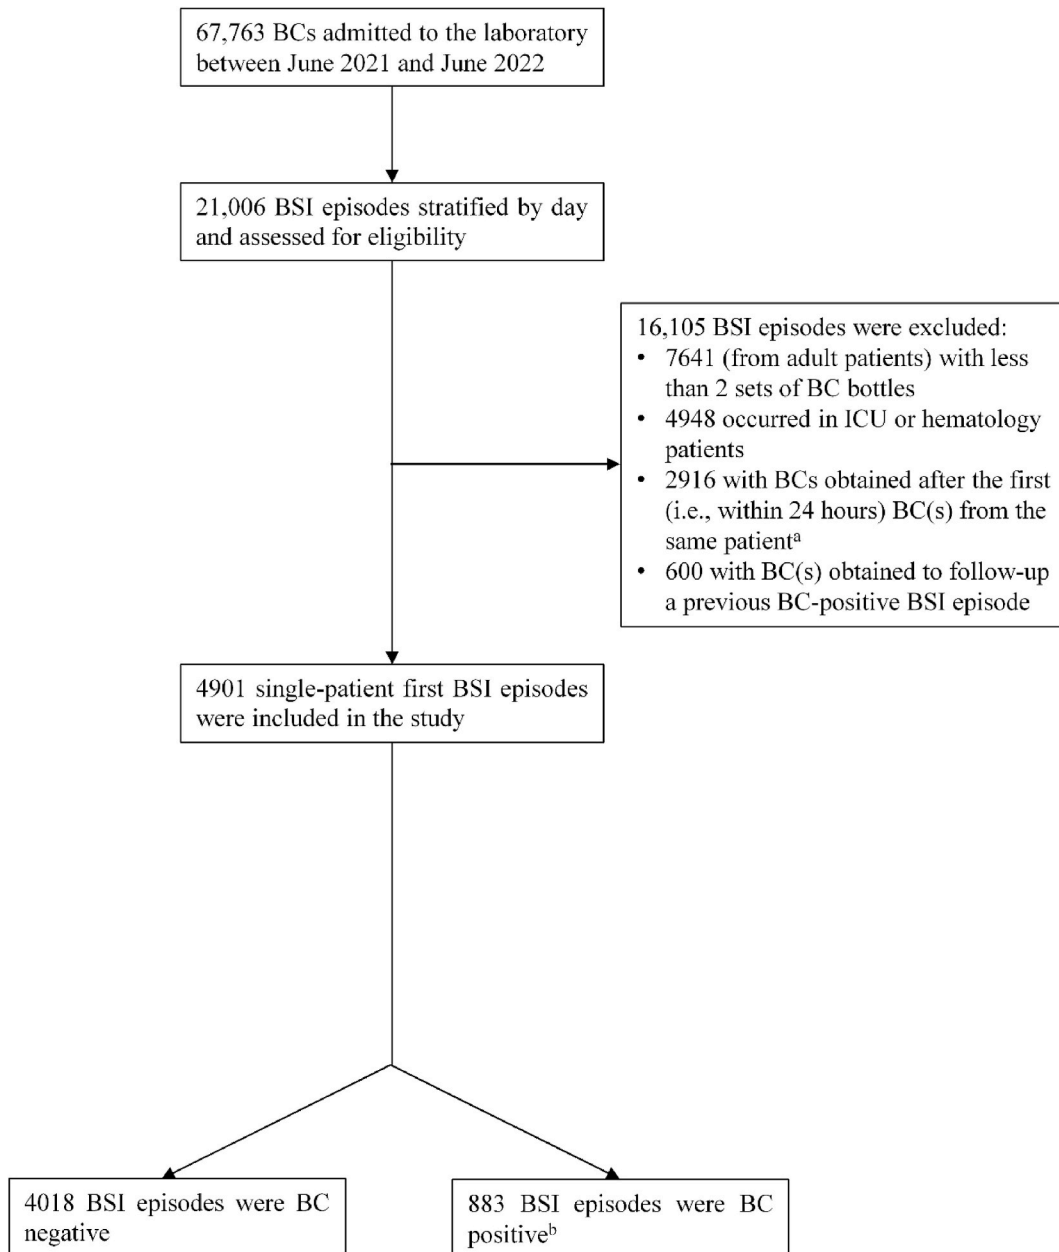 67,763 BCs admitted to the laboratory
between June 2021 and June 2022
21,006 BSI episodes stratified by day
and assessed for eligibility
16,105 BSI episodes were excluded:
• 7641 (from adult patients) with less
than 2 sets of BC bottles
• 4948 occurred in ICU or hematology
patients
• 2916 with BCs obtained after the first
(i.e., within 24 hours) BC(s) from the
same patientᵃ
• 600 with BC(s) obtained to follow-up
a previous BC-positive BSI episode
4901 single-patient first BSI episodes
were included in the study
4018 BSI episodes were BC
negative
883 BSI episodes were BC
positiveᵇ